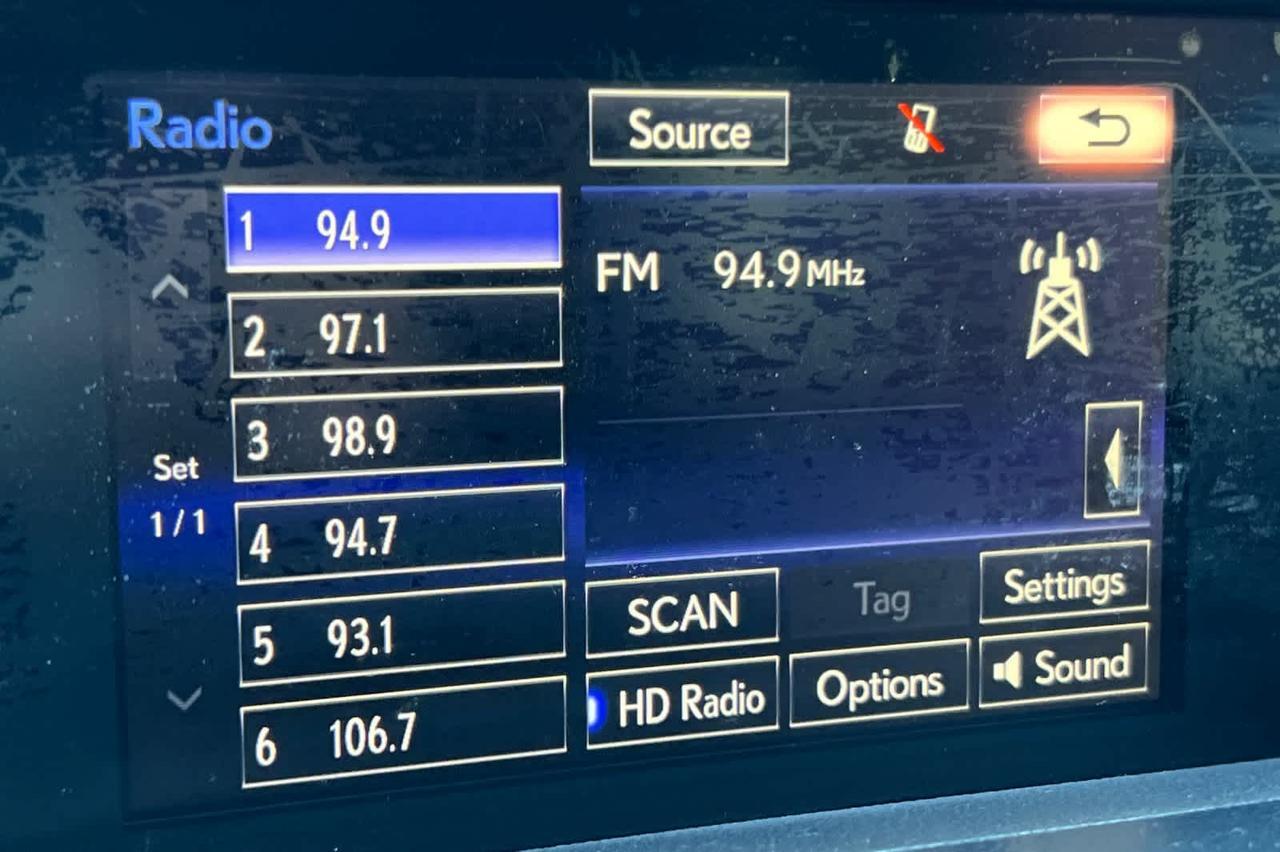 Radio
Source
1 94.9
FM 94.9 MHz
2 97.1
3 98.9
Set
1/1
4 94.7
5 93.1
6 106.7
SCAN
Tag
Settings
HD Radio
Options
Sound